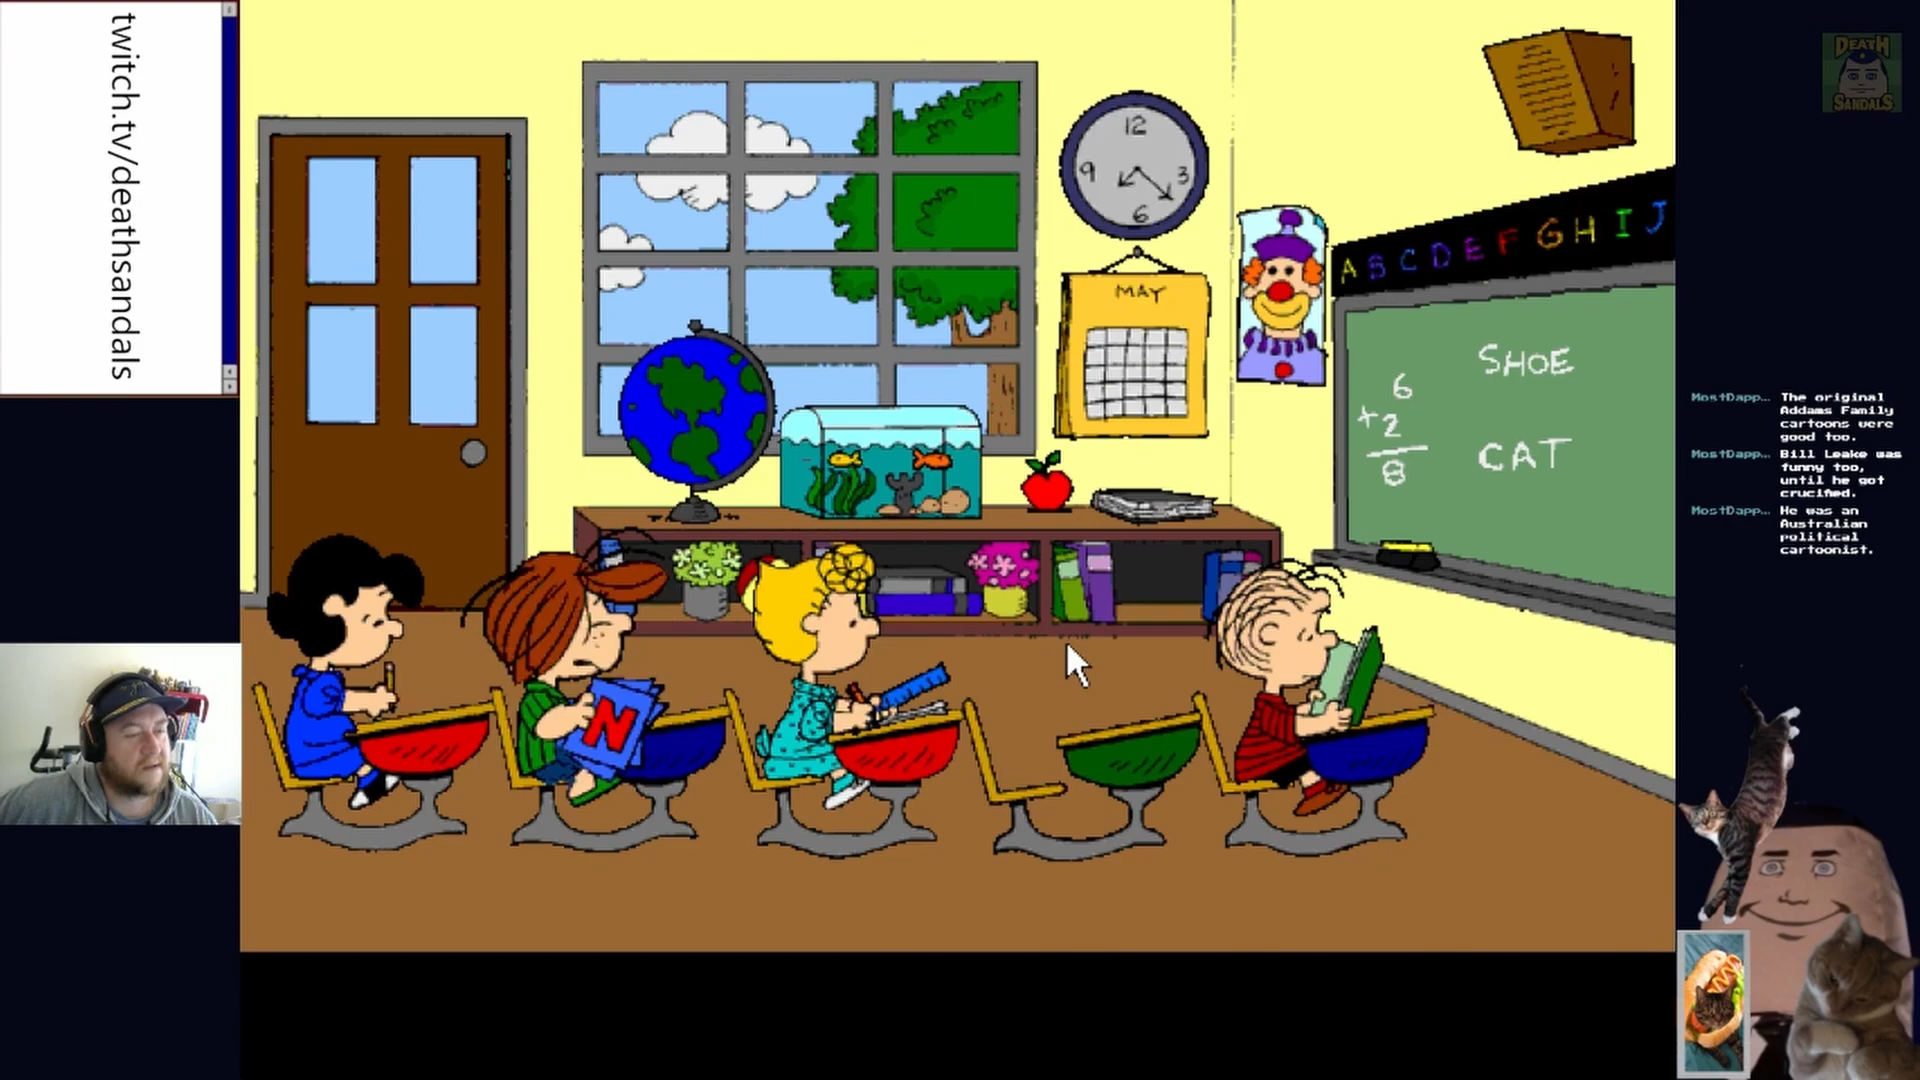 twitch.tv/deathsandals
12
9
3
6
MAY
A B C D E F G H I J
6
+2
8
SHOE
CAT
N
DEATH
SANDALS
MostDapp... The original
Addams Family
cartoons were
good too.
MostDapp... Bill Leake was
funny too,
until he got
crucified.
MostDapp... He was an
Australian
political
cartoonist.